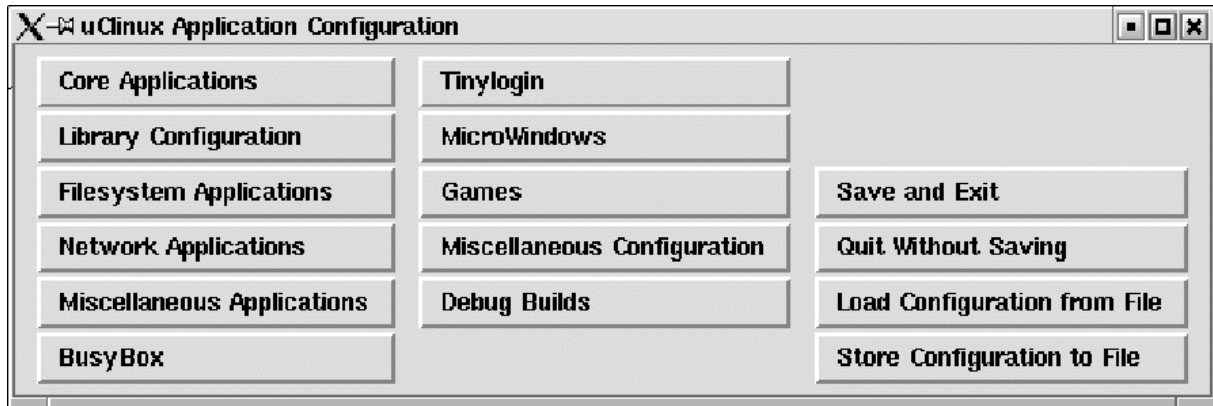 uClinux Application Configuration
Core Applications
Library Configuration
Filesystem Applications
Network Applications
Miscellaneous Applications
BusyBox
Tinylogin
MicroWindows
Games
Miscellaneous Configuration
Debug Builds
Save and Exit
Quit Without Saving
Load Configuration from File
Store Configuration to File